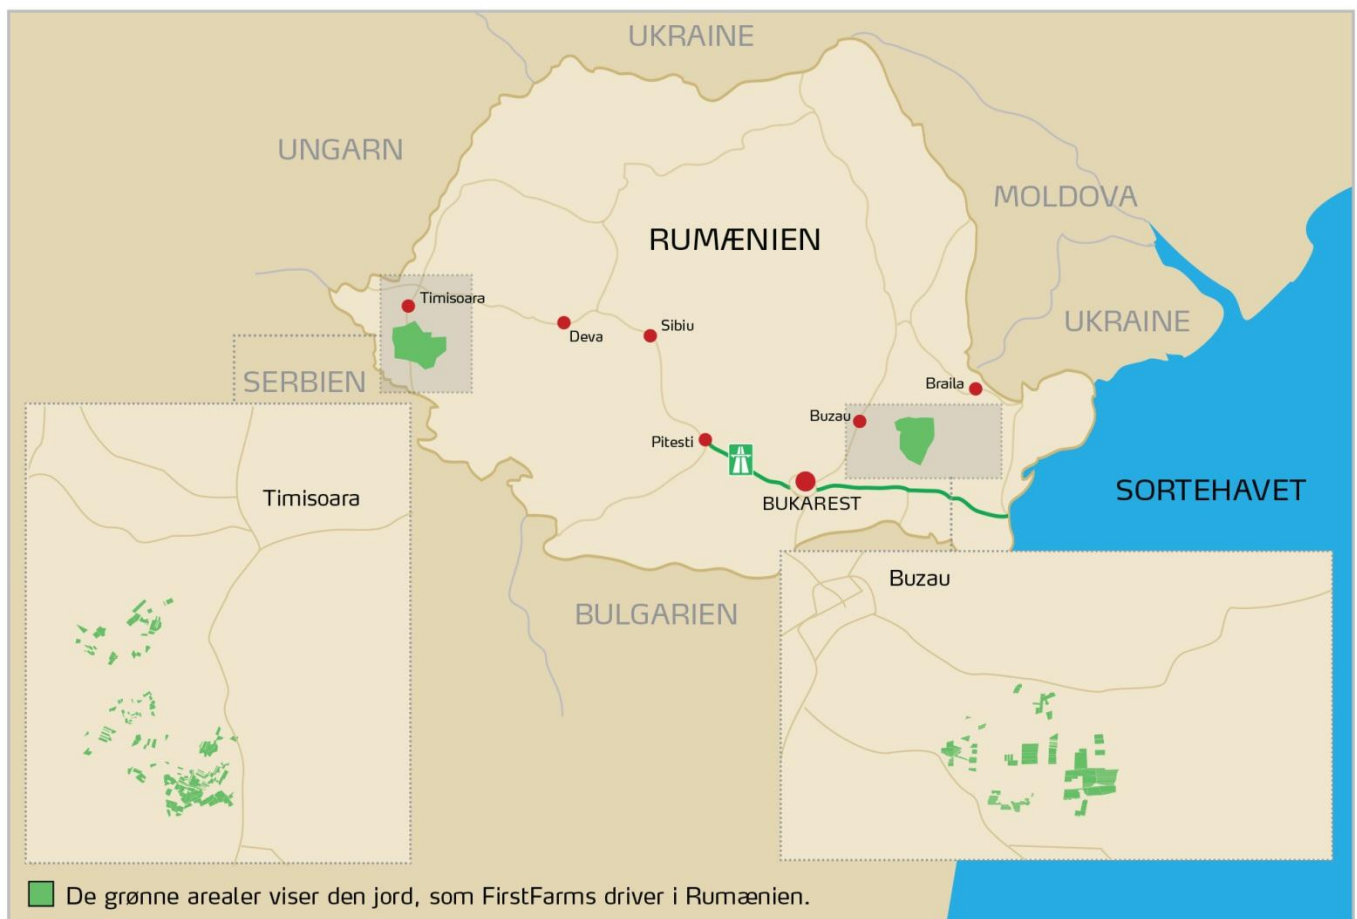 UKRAINE
UNGARN
MOLDOVA
RUMÆNIEN
Timisoara
UKRAINE
Deva
Sibiu
SERBIEN
Braila
Buzau
Pitesti
Timisoara
BUKAREST
SORTEHAVET
Buzau
BULGARIEN
De grønne arealer viser den jord, som FirstFarms driver i Rumænien.